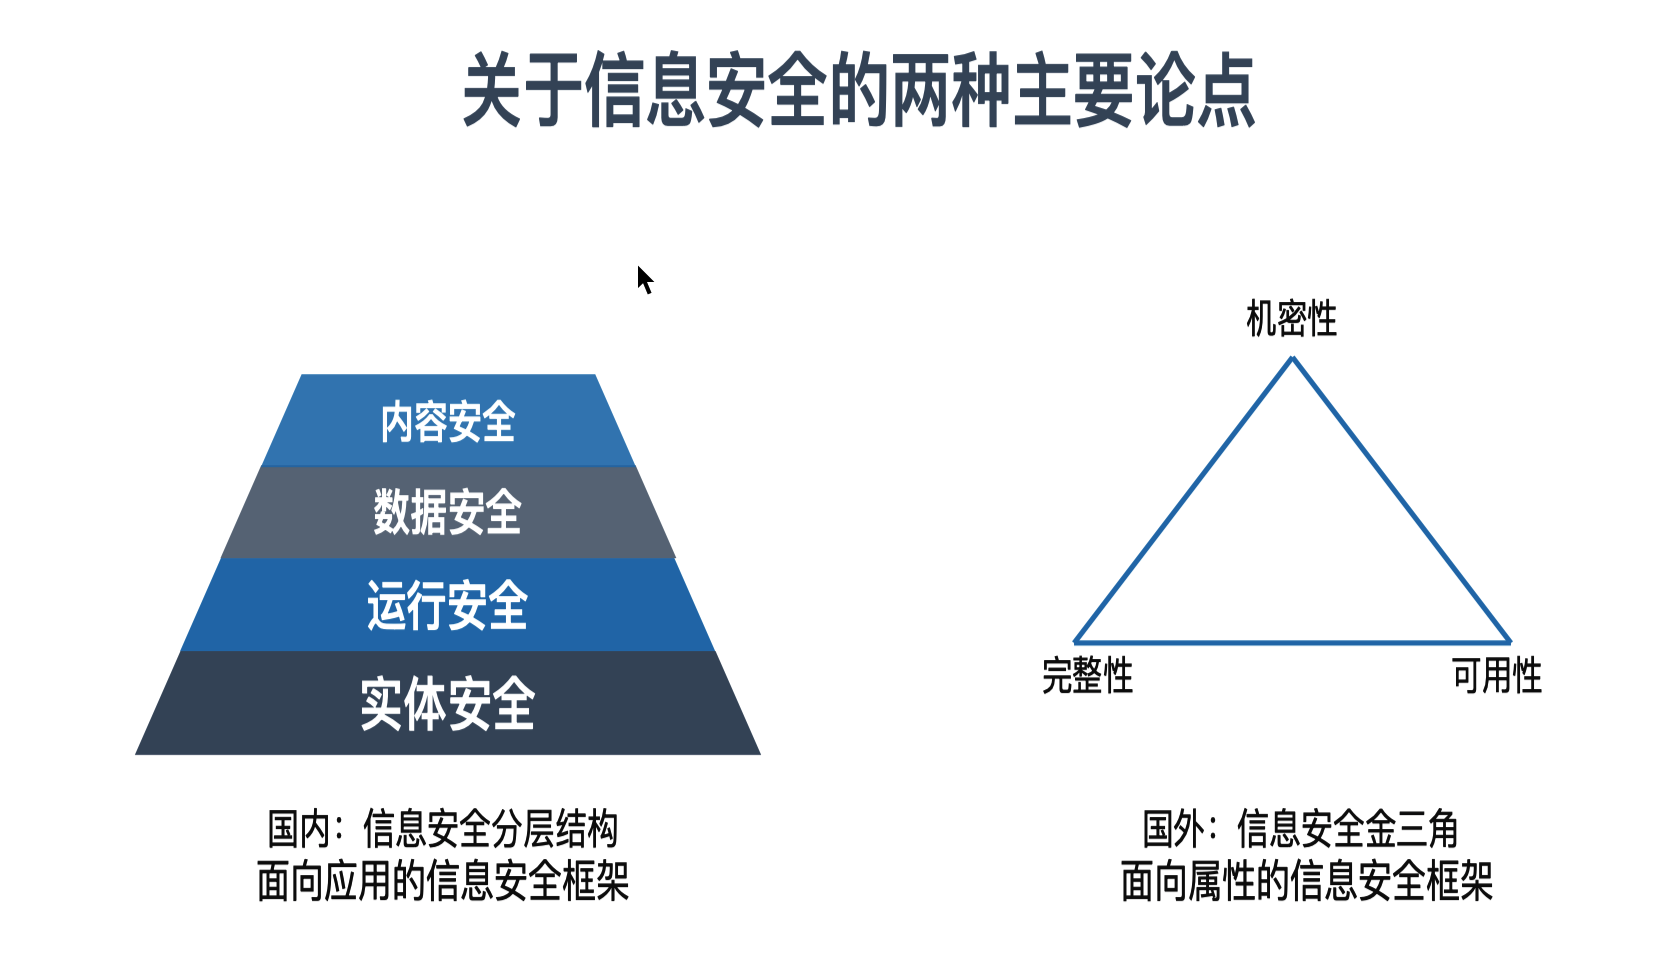 关于信息安全的两种主要论点
内容安全
数据安全
运行安全
实体安全
国内：信息安全分层结构
面向应用的信息安全框架
机密性
完整性
可用性
国外：信息安全金三角
面向属性的信息安全框架